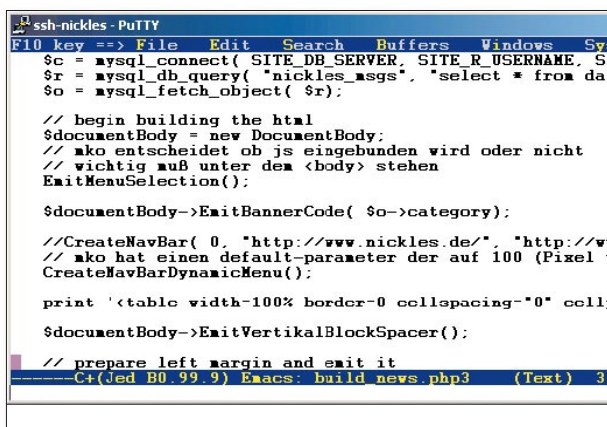 ssh-nickles - PuTTY
F10 key ==> File Edit Search Buffers Windows Sy
$c = mysql_connect( SITE_DB_SERVER, SITE_R_USERNAME, S
$r = mysql_db_query( "nickles_msgs", "select * from da
$o = mysql_fetch_object( $r);
// begin building the html
$documentBody = new DocumentBody;
// mko entscheidet ob js eingebunden wird oder nicht
// wichtig muß unter dem <body> stehen
EmitMenuSelection();
$documentBody->EmitBannerCode( $o->category);
//CreateNavBar( 0, "http://www.nickles.de/", "http://w
// mko hat einen default-parameter der auf 100 (Pixel
CreateNavBarDynamicMenu();
print '<table width=100% border=0 cellspacing="0" cell
$documentBody->EmitVertikalBlockSpacer();
// prepare left margin and emit it
------C+(Jed B0.99.9) Emacs: build_news.php3 (Text) 3